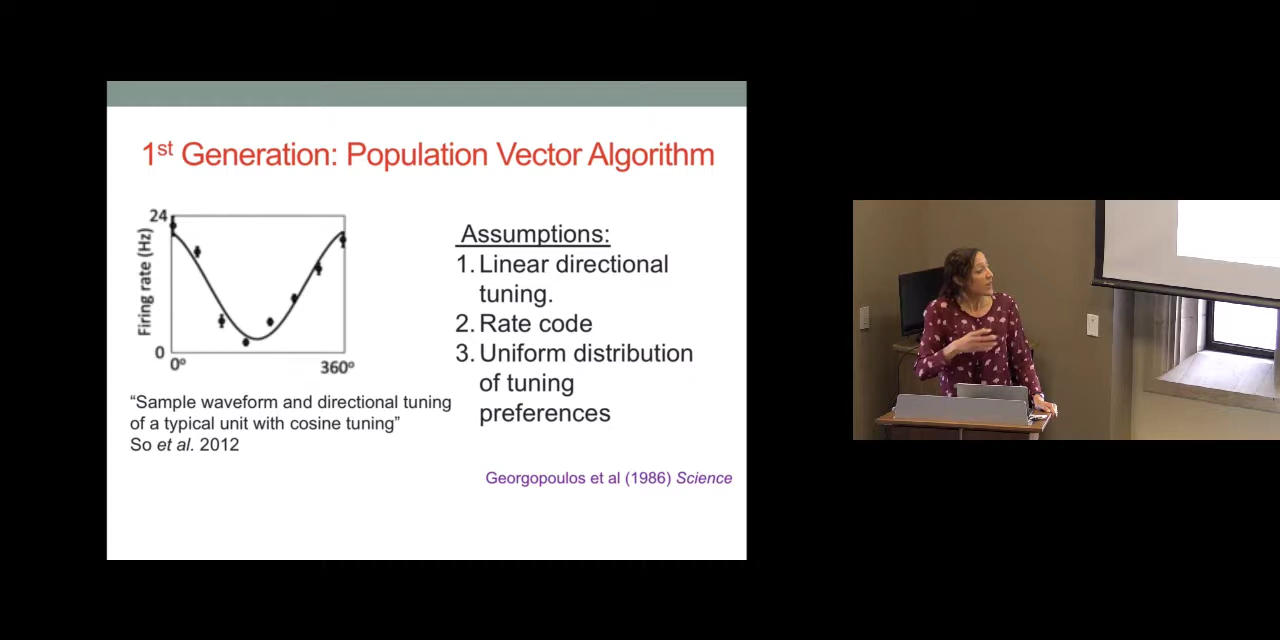 1st Generation: Population Vector Algorithm
24
Firing rate (Hz)
0
0º
360º
"Sample waveform and directional tuning
of a typical unit with cosine tuning"
So et al. 2012
Assumptions:
1. Linear directional
tuning.
2. Rate code
3. Uniform distribution
of tuning
preferences
Georgopoulos et al (1986) Science